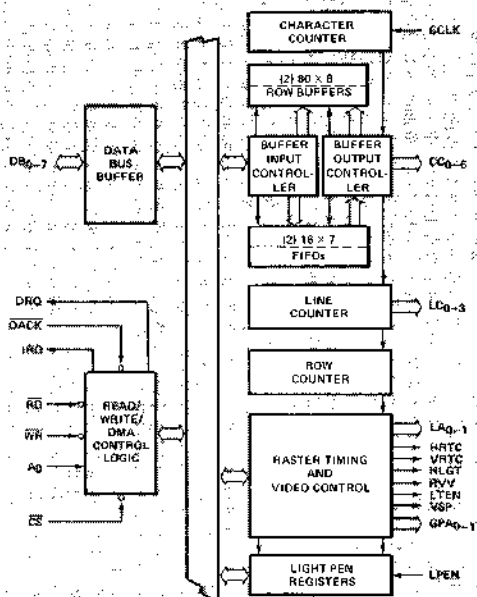 CHARACTER
COUNTER
CCLK
(2) 80 × 8
ROW BUFFERS
DATA
BUS
BUFFER
DB0–7
BUFFER
INPUT
CONTROL-
LER
BUFFER
OUTPUT
CONTROL-
LER
CC0–6
(2) 16 × 7
FIFOs
DRQ
DACK
IRQ
RD
WR
A0
CS
READ/
WRITE/
DMA
CONTROL
LOGIC
LINE
COUNTER
LC0–3
ROW
COUNTER
RASTER TIMING
AND
VIDEO CONTROL
LA0–1
HRTC
VRTC
HLGT
RVV
LTEN
VSP
GPA0–1
LIGHT PEN
REGISTERS
LPEN